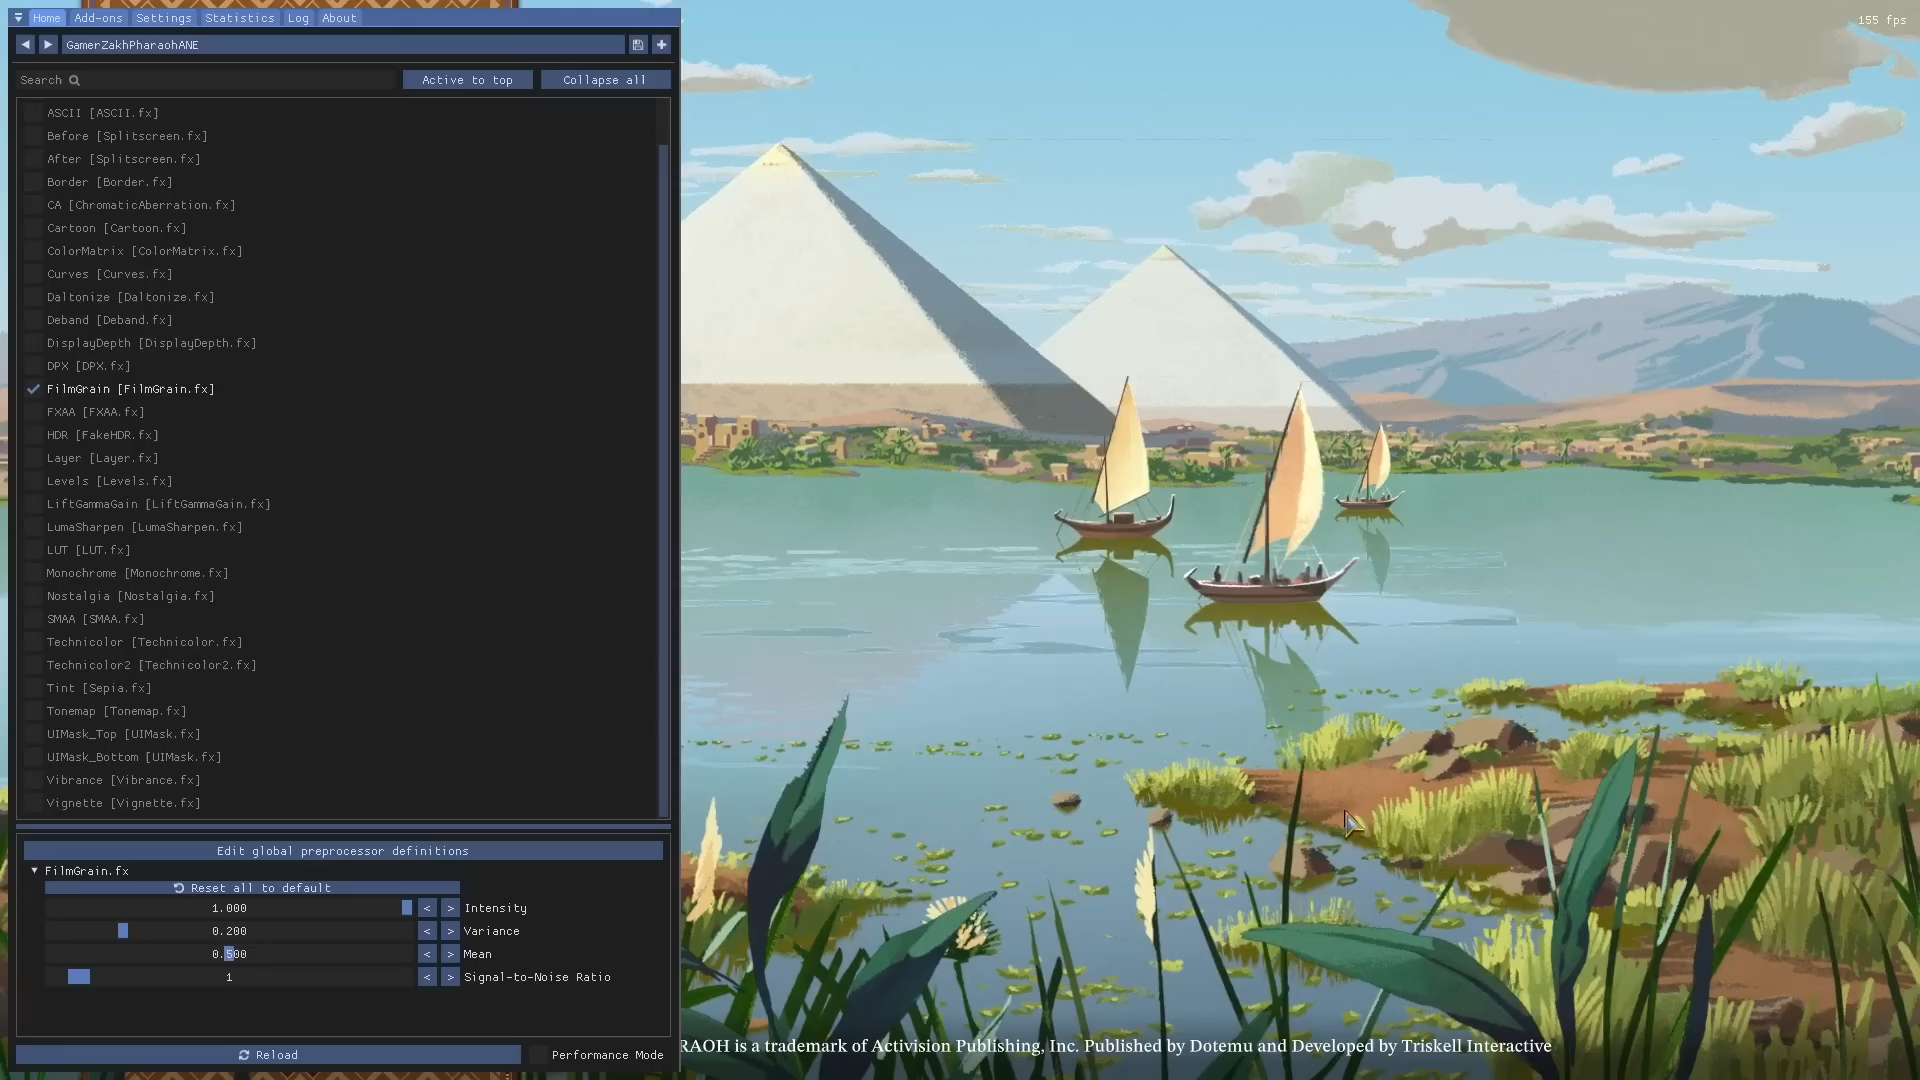 Home Add-ons Settings Statistics Log About
155 fps
GamerZakhPharaohANE
Search Active to top Collapse all
ASCII [ASCII.fx]
Before [Splitscreen.fx]
After [Splitscreen.fx]
Border [Border.fx]
CA [ChromaticAberration.fx]
Cartoon [Cartoon.fx]
ColorMatrix [ColorMatrix.fx]
Curves [Curves.fx]
Daltonize [Daltonize.fx]
Deband [Deband.fx]
DisplayDepth [DisplayDepth.fx]
DPX [DPX.fx]
FilmGrain [FilmGrain.fx]
FXAA [FXAA.fx]
HDR [FakeHDR.fx]
Layer [Layer.fx]
Levels [Levels.fx]
LiftGammaGain [LiftGammaGain.fx]
LumaSharpen [LumaSharpen.fx]
LUT [LUT.fx]
Monochrome [Monochrome.fx]
Nostalgia [Nostalgia.fx]
SMAA [SMAA.fx]
Technicolor [Technicolor.fx]
Technicolor2 [Technicolor2.fx]
Tint [Sepia.fx]
Tonemap [Tonemap.fx]
UIMask_Top [UIMask.fx]
UIMask_Bottom [UIMask.fx]
Vibrance [Vibrance.fx]
Vignette [Vignette.fx]
Edit global preprocessor definitions
FilmGrain.fx
Reset all to default
1.000 < > Intensity
0.200 < > Variance
0.500 < > Mean
1 < > Signal-to-Noise Ratio
Reload Performance Mode
RAOH is a trademark of Activision Publishing, Inc. Published by Dotemu and Developed by Triskell Interactive